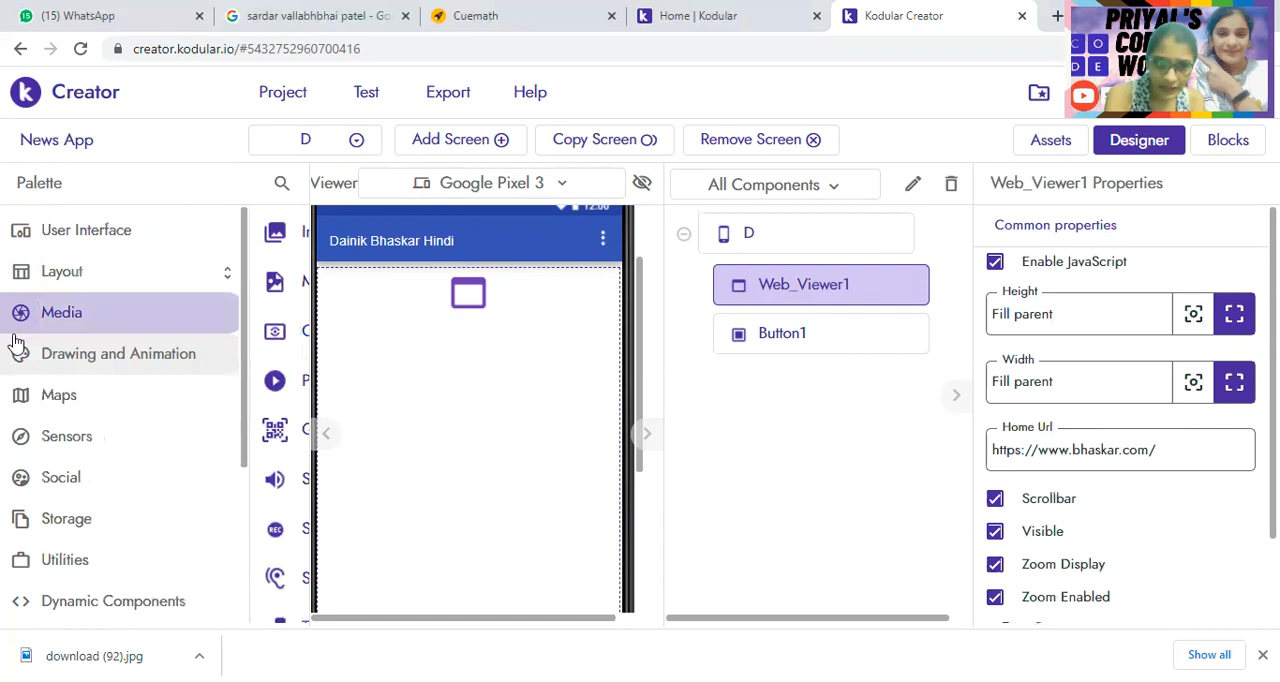 (15) WhatsApp
sardar vallabhbhai patel - Go
Cuemath
Home | Kodular
Kodular Creator
creator.kodular.io/#5432752960700416
PRIYAL'S
CODE
Creator
Project
Test
Export
Help
News App
D
Add Screen
Copy Screen
Remove Screen
Assets
Designer
Blocks
Palette
Viewer
Google Pixel 3
All Components
Web_Viewer1 Properties
User Interface
Layout
Media
Drawing and Animation
Maps
Sensors
Social
Storage
Utilities
Dynamic Components
12:00
Dainik Bhaskar Hindi
REC
D
Web_Viewer1
Button1
Common properties
Enable JavaScript
Height
Fill parent
Width
Fill parent
Home Url
https://www.bhaskar.com/
Scrollbar
Visible
Zoom Display
Zoom Enabled
download (92).jpg
Show all